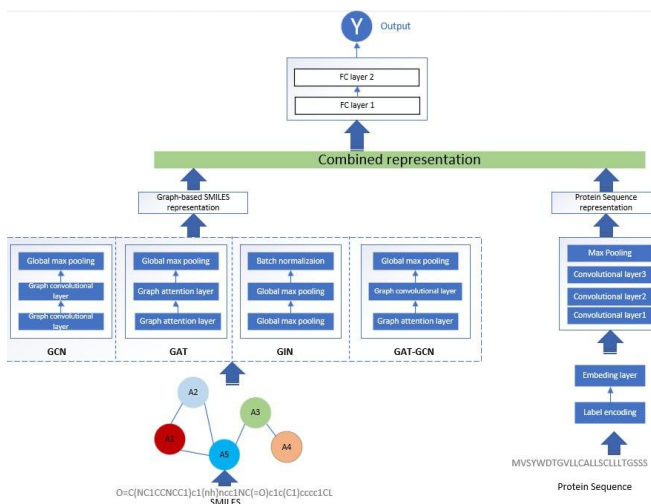 Y
Output
FC layer 2
FC layer 1
Combined representation
Graph-based SMILES
representation
Protein Sequence
representation
Global max pooling
Graph convolutional
layer
Graph convolutional
layer
GCN
Global max pooling
Graph attention layer
Graph attention layer
GAT
Batch normalizaion
Global max pooling
Global max pooling
GIN
Global max pooling
Graph convolutional layer
Graph attention layer
GAT-GCN
Max Pooling
Convolutional layer3
Convolutional layer2
Convolutional layer1
Embeding layer
Label encoding
A2
A3
A1
A5
A4
MVSYWDTGVLLCALLSCLLLTGSSS
Protein Sequence
O=C(NC1CCNCC1)c1(nh)ncc1NC(=O)c1c(C1)cccc1CL
SMILES